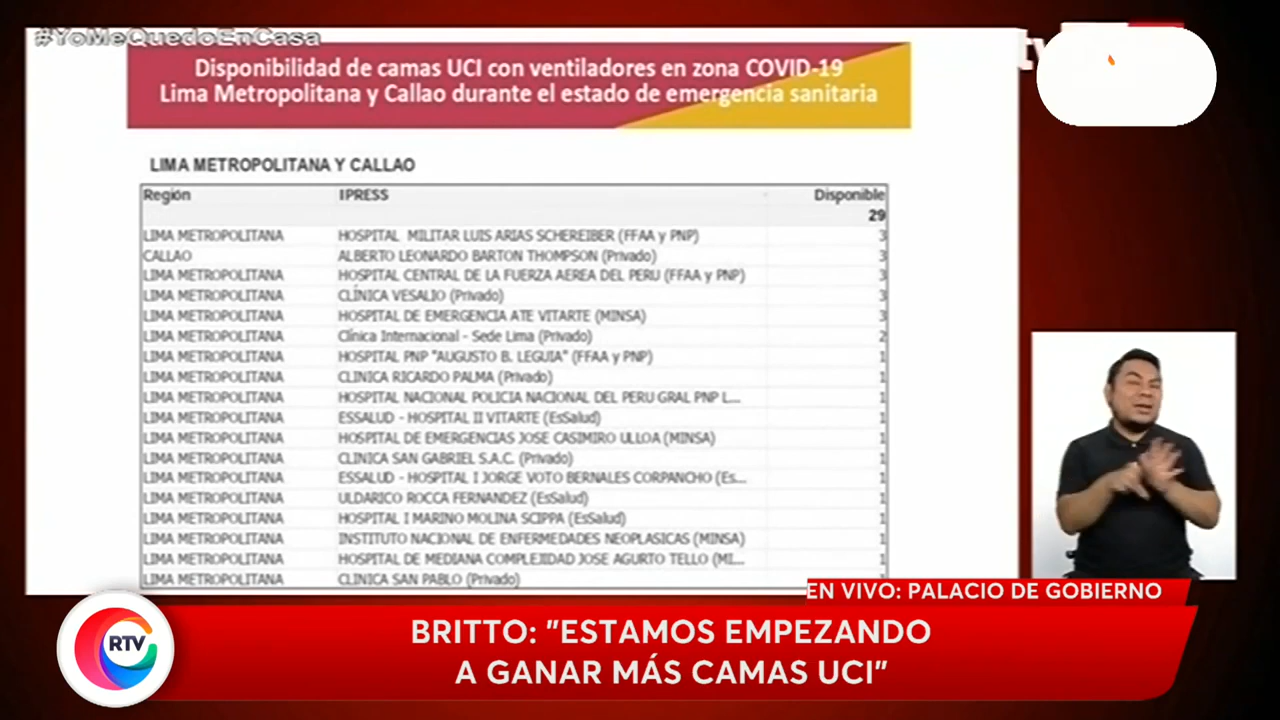 #YoMeQuedoEnCasa
tv
Disponibilidad de camas UCI con ventiladores en zona COVID-19
Lima Metropolitana y Callao durante el estado de emergencia sanitaria
LIMA METROPOLITANA Y CALLAO
Región IPRESS Disponible
29
LIMA METROPOLITANA HOSPITAL MILITAR LUIS ARIAS SCHEREIBER (FFAA y PNP) 3
CALLAO ALBERTO LEONARDO BARTON THOMPSON (Privado) 3
LIMA METROPOLITANA HOSPITAL CENTRAL DE LA FUERZA AEREA DEL PERU (FFAA y PNP) 3
LIMA METROPOLITANA CLÍNICA VESALIO (Privado) 3
LIMA METROPOLITANA HOSPITAL DE EMERGENCIA ATE VITARTE (MINSA) 3
LIMA METROPOLITANA Clínica Internacional - Sede Lima (Privado) 2
LIMA METROPOLITANA HOSPITAL PNP "AUGUSTO B. LEGUIA" (FFAA y PNP) 1
LIMA METROPOLITANA CLINICA RICARDO PALMA (Privado) 1
LIMA METROPOLITANA HOSPITAL NACIONAL POLICIA NACIONAL DEL PERU GRAL PNP L... 1
LIMA METROPOLITANA ESSALUD - HOSPITAL II VITARTE (EsSalud) 1
LIMA METROPOLITANA HOSPITAL DE EMERGENCIAS JOSE CASIMIRO ULLOA (MINSA) 1
LIMA METROPOLITANA CLINICA SAN GABRIEL S.A.C. (Privado) 1
LIMA METROPOLITANA ESSALUD - HOSPITAL I JORGE VOTO BERNALES CORPANCHO (Es... 1
LIMA METROPOLITANA ULDARICO ROCCA FERNANDEZ (EsSalud) 1
LIMA METROPOLITANA HOSPITAL I MARINO MOLINA SCIPPA (EsSalud) 1
LIMA METROPOLITANA INSTITUTO NACIONAL DE ENFERMEDADES NEOPLASICAS (MINSA) 1
LIMA METROPOLITANA HOSPITAL DE MEDIANA COMPLEJIDAD JOSE AGURTO TELLO (MI... 1
LIMA METROPOLITANA CLINICA SAN PABLO (Privado)
EN VIVO: PALACIO DE GOBIERNO
RTV
BRITTO: "ESTAMOS EMPEZANDO
A GANAR MÁS CAMAS UCI"